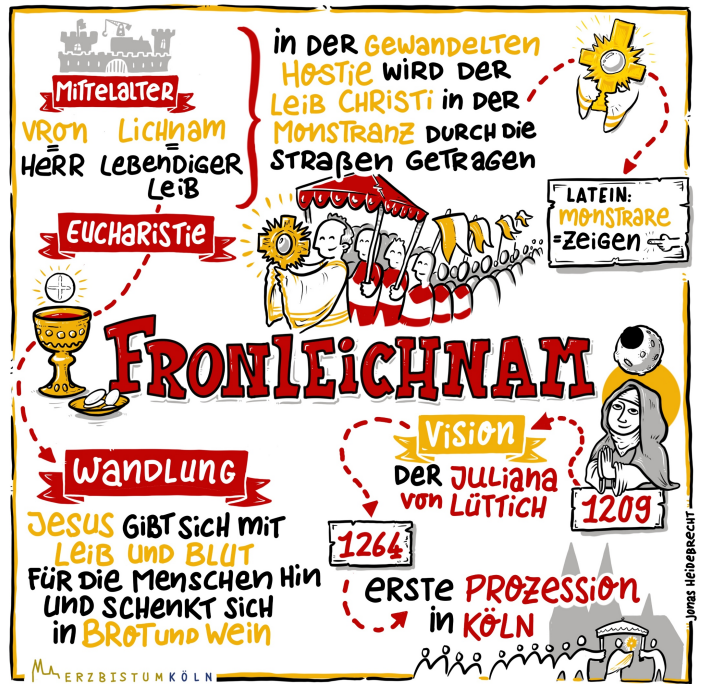 MITTELALTER
VRON LICHNAM
= =
HERR LEBENDIGER
LEIB
IN DER GEWANDELTEN
HOSTIE WIRD DER
LEIB CHRISTI IN DER
MONSTRANZ DURCH DIE
STRAßEN GETRAGEN
LATEIN:
MONSTRARE
=ZEIGEN
EUCHARISTIE
FRONLEICHNAM
VISION
DER JULIANA
VON LÜTTICH
1209
WANDLUNG
JESUS GIBT SICH MIT
LEIB UND BLUT
FÜR DIE MENSCHEN HIN
UND SCHENKT SICH
IN BROT UND WEIN
1264
ERSTE PROZESSION
IN KÖLN
JONAS HEIDEBRECHT
ERZBISTUM KÖLN